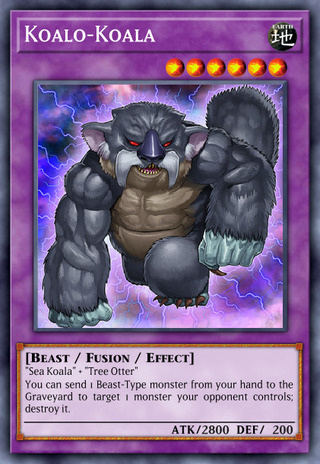 Koalo-Koala
EARTH
地
[Beast / Fusion / Effect]
"Sea Koala" + "Tree Otter"
You can send 1 Beast-Type monster from your hand to the
Graveyard to target 1 monster your opponent controls;
destroy it.
ATK/2800 DEF/ 200